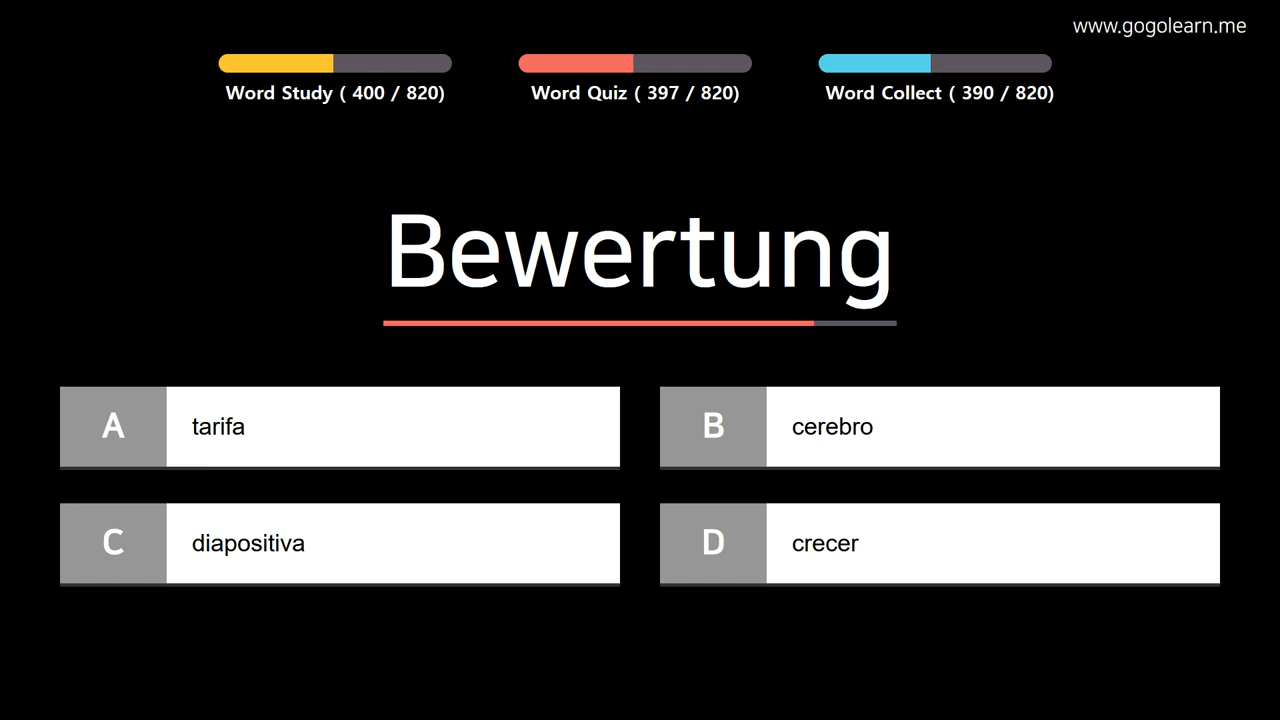 www.gogolearn.me
Word Study ( 400 / 820)
Word Quiz ( 397 / 820)
Word Collect ( 390 / 820)
Bewertung
A tarifa
B cerebro
C diapositiva
D crecer